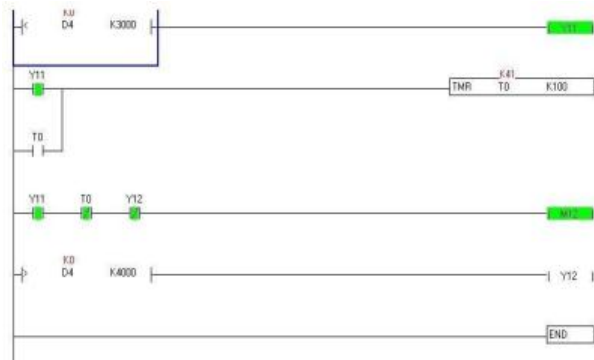 K0
< D4 K3000 Y11
Y11 K41
TMR T0 K100
T0
Y11 T0 Y12
M12
K0
> D4 K4000 Y12
END